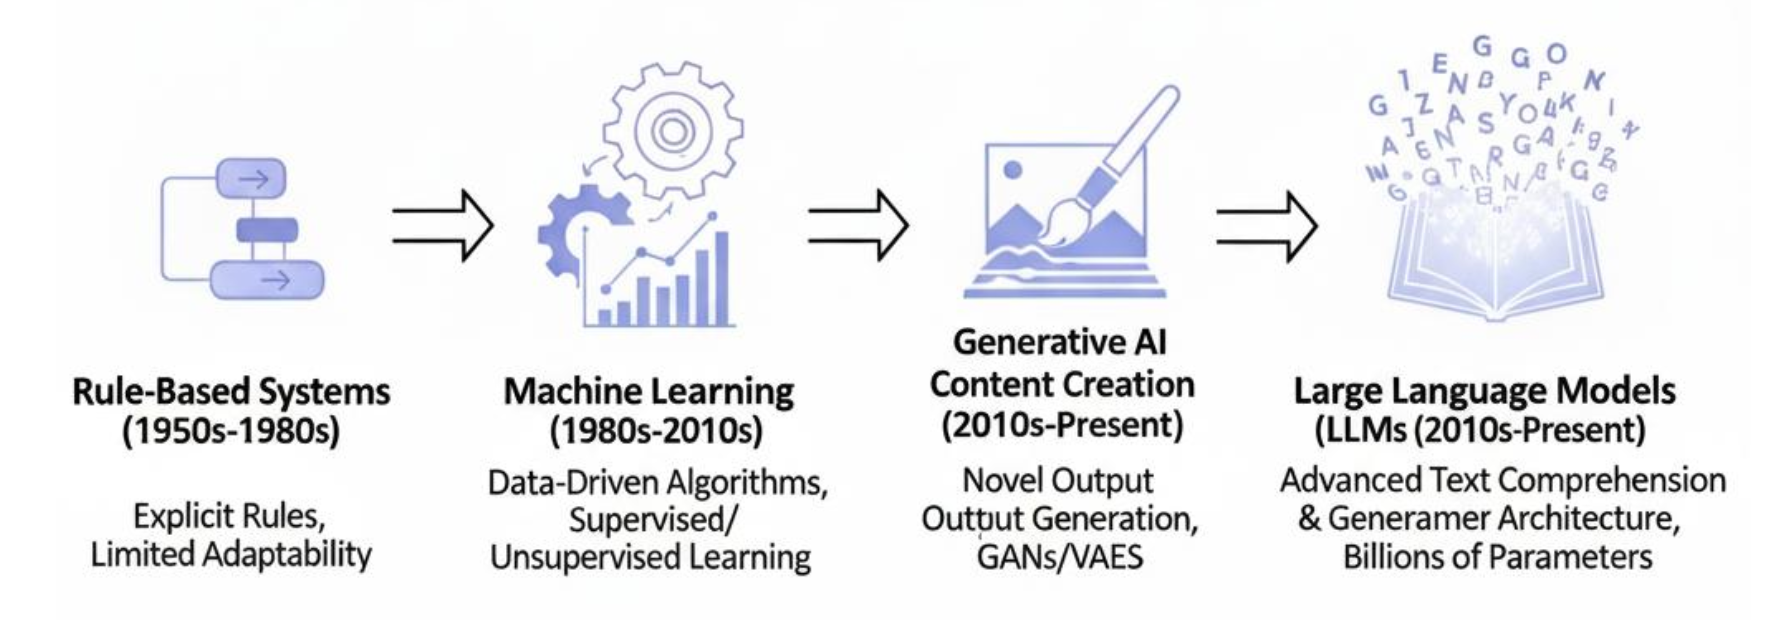 Rule-Based Systems
(1950s-1980s)
Explicit Rules,
Limited Adaptability
Machine Learning
(1980s-2010s)
Data-Driven Algorithms,
Supervised/
Unsupervised Learning
Generative AI
Content Creation
(2010s-Present)
Novel Output
Output Generation,
GANs/VAES
Large Language Models
(LLMs (2010s-Present)
Advanced Text Comprehension
& Generamer Architecture,
Billions of Parameters